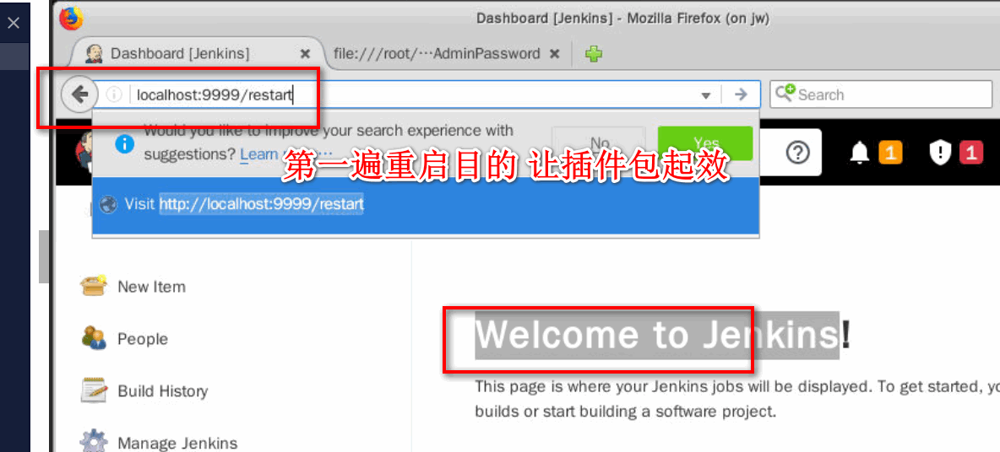 Dashboard [Jenkins] - Mozilla Firefox (on jw)
Dashboard [Jenkins]
file:///root/···AdminPassword
localhost:9999/restart
Search
Would you like to improve your search experience with
suggestions? Learn
No
Yes
第一遍重启目的 让插件包起效
1
1
Visit http://localhost:9999/restart
New Item
People
Build History
Manage Jenkins
Welcome to Jenkins!
This page is where your Jenkins jobs will be displayed. To get started,
builds or start building a software project.